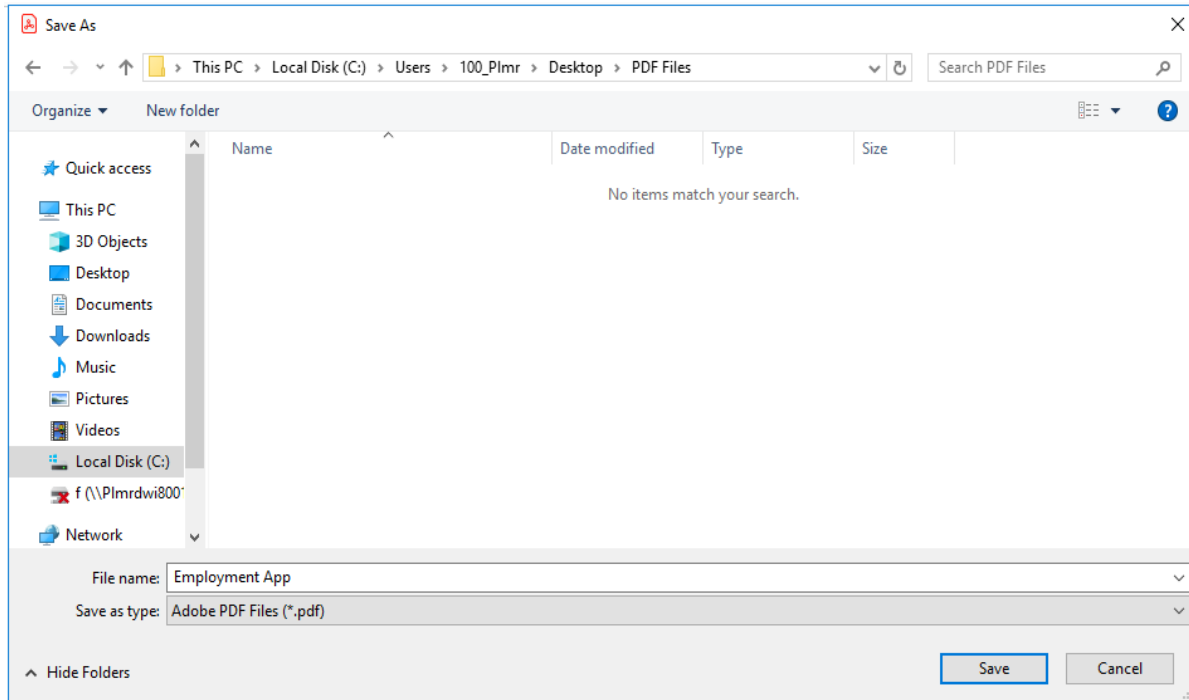 Save As
This PC > Local Disk (C:) > Users > 100_Plmr > Desktop > PDF Files
Search PDF Files
Organize
New folder
?
Name
Date modified
Type
Size
No items match your search.
Quick access
This PC
3D Objects
Desktop
Documents
Downloads
Music
Pictures
Videos
Local Disk (C:)
f (\\Plmrdwi8001
Network
File name: Employment App
Save as type: Adobe PDF Files (*.pdf)
Hide Folders
Save
Cancel